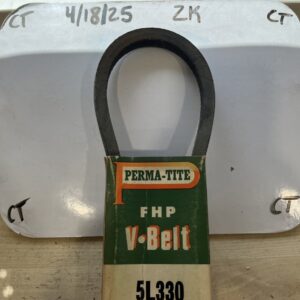 CT 4/18/25 ZK CT
PERMA-TITE
FHP
V•Belt
CT CT
5L330